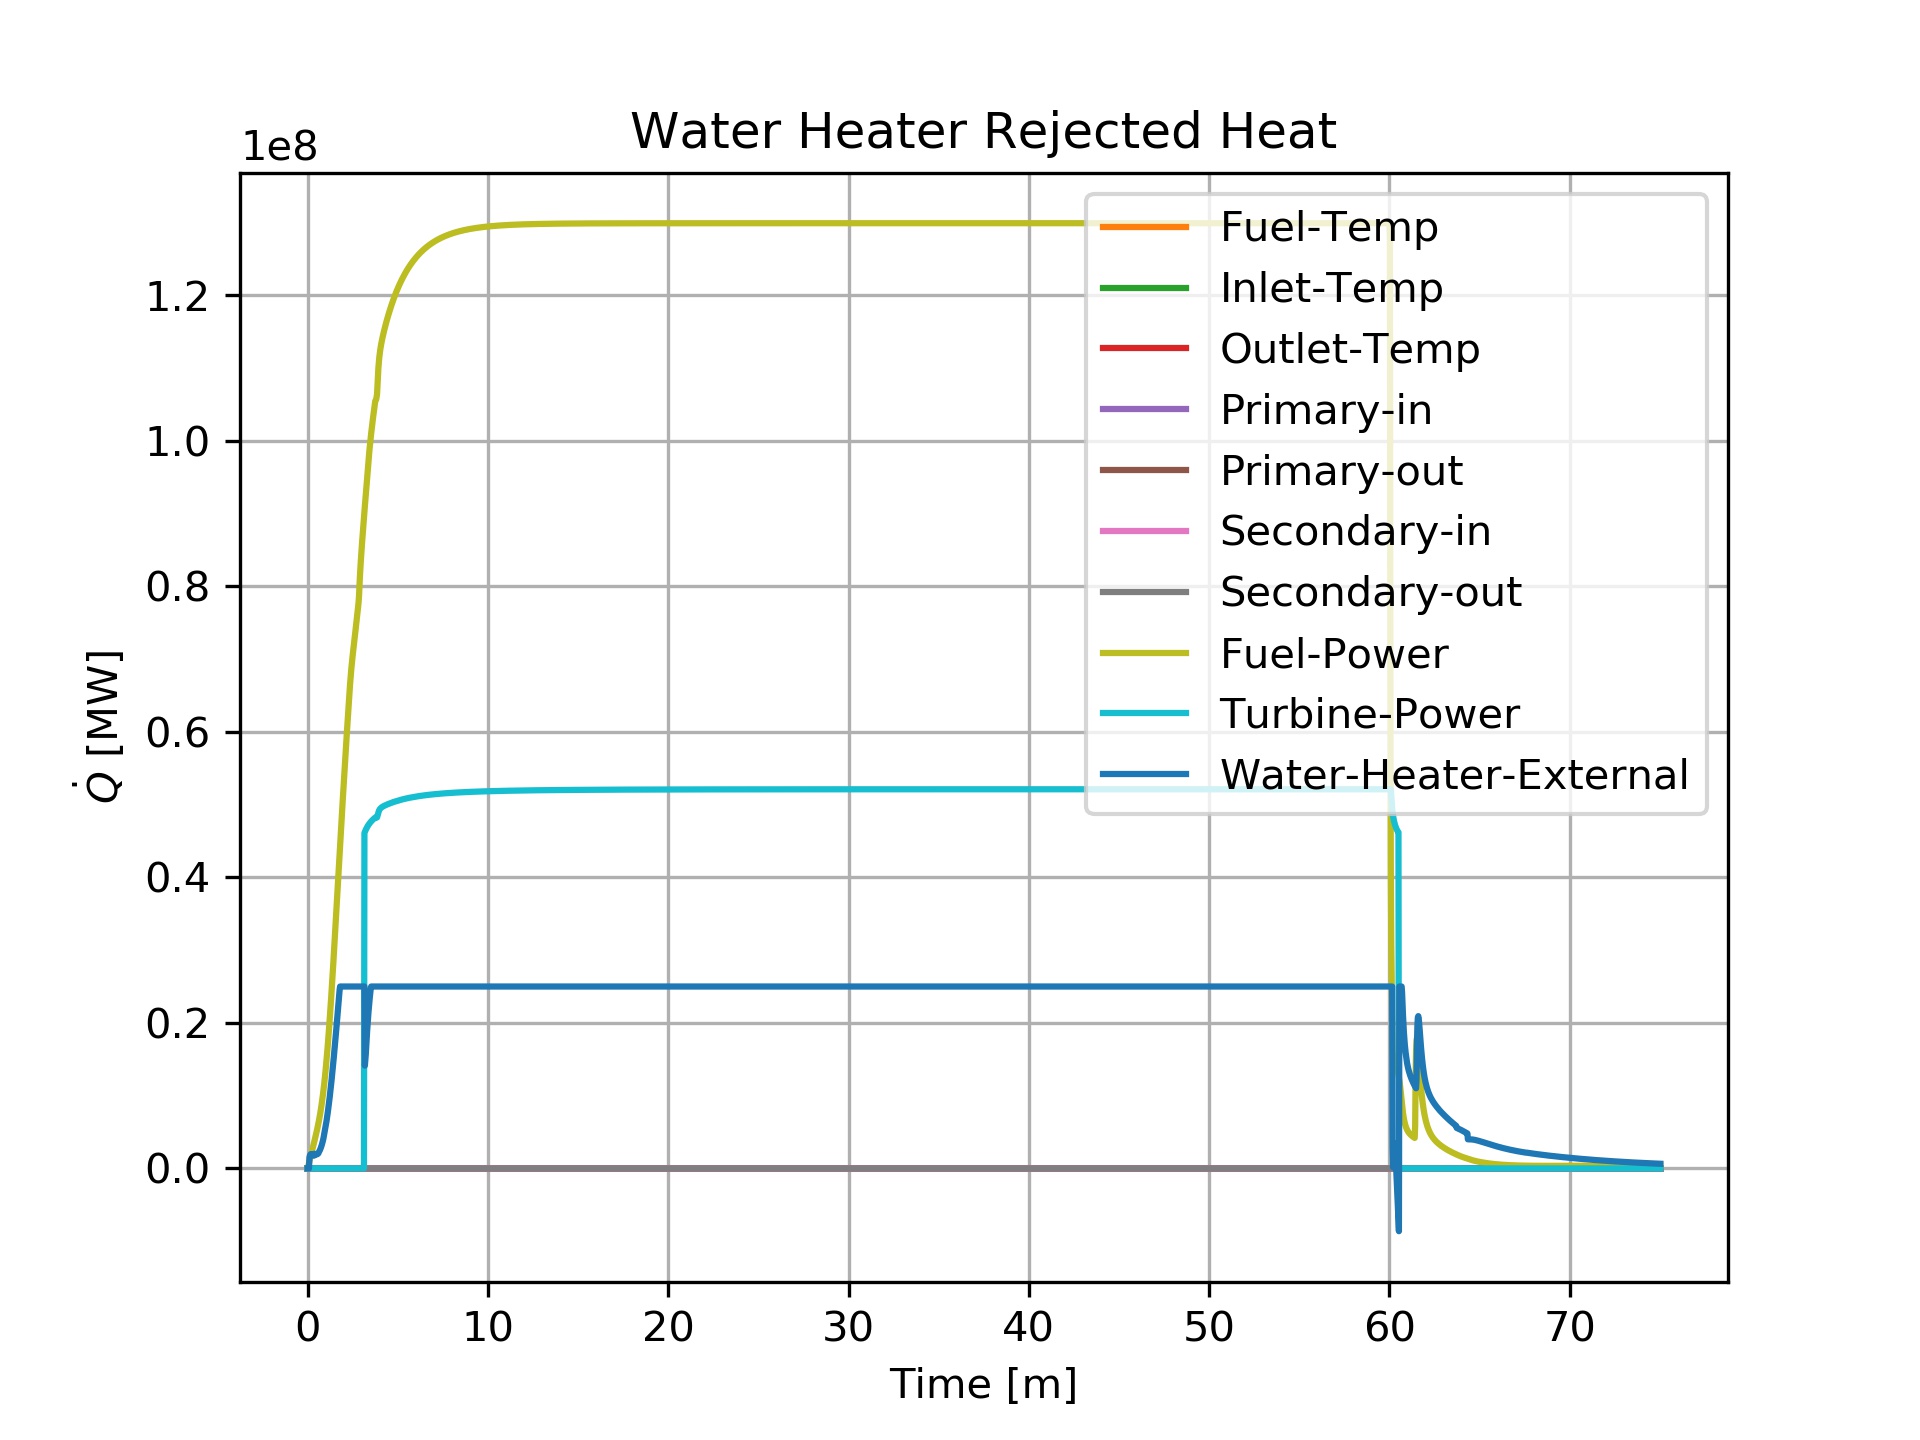 Water Heater Rejected Heat
1e8
1.2
1.0
0.8
0.6
0.4
0.2
0.0
Q̇ [MW]
Fuel-Temp
Inlet-Temp
Outlet-Temp
Primary-in
Primary-out
Secondary-in
Secondary-out
Fuel-Power
Turbine-Power
Water-Heater-External
0 10 20 30 40 50 60 70
Time [m]